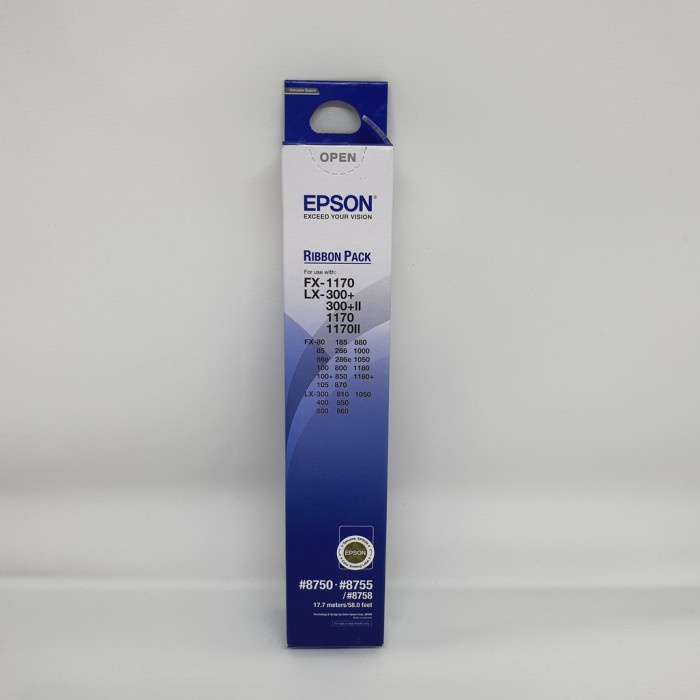 Genuine Epson
OPEN
EPSON®
EXCEED YOUR VISION
RIBBON PACK
For use with:
FX-1170
LX-300+
300+II
1170
1170II
FX-80 185 880
85 286 1000
86e 286e 1050
100 800 1180
100+ 850 1180+
105 870
LX-300 810 1050
400 850
800 860
EPSON
#8750 · #8755
/#8758
17.7 meters/58.0 feet